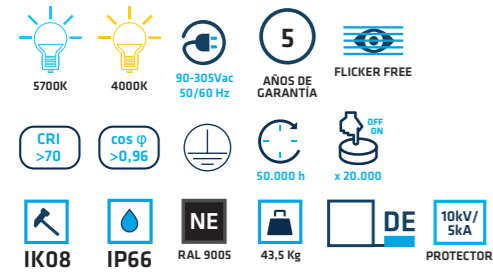 5700K
4000K
90-305Vac
50/60 Hz
5
AÑOS DE
GARANTÍA
FLICKER FREE
CRI
>70
cos φ
>0,96
50.000 h
OFF
ON
x 20.000
IK08
IP66
NE
RAL 9005
43,5 Kg
DE
10kV/
5kA
PROTECTOR